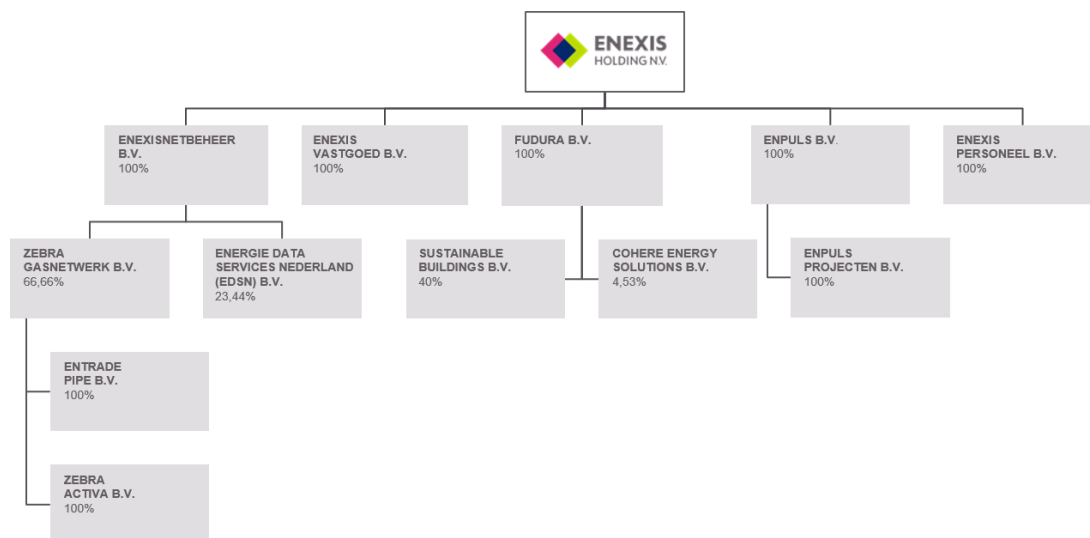 ENEXIS
HOLDING N.V.
ENEXISNETBEHEER
B.V.
100%
ENEXIS
VASTGOED B.V.
100%
FUDURA B.V.
100%
ENPULS B.V.
100%
ENEXIS
PERSONEEL B.V.
100%
ZEBRA
GASNETWERK B.V.
66,66%
ENERGIE DATA
SERVICES NEDERLAND
(EDSN) B.V.
23,44%
SUSTAINABLE
BUILDINGS B.V.
40%
COHERE ENERGY
SOLUTIONS B.V.
4,53%
ENPULS
PROJECTEN B.V.
100%
ENTRADE
PIPE B.V.
100%
ZEBRA
ACTIVA B.V.
100%